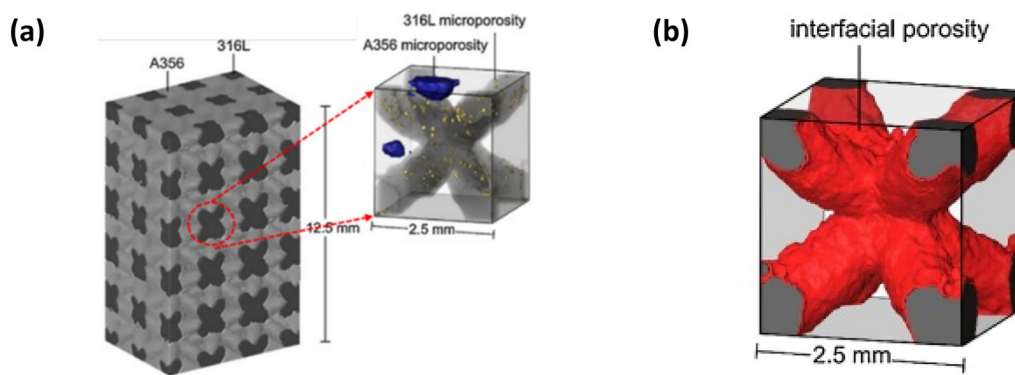 (a)
316L
A356
316L microporosity
A356 microporosity
12.5 mm
2.5 mm
(b)
interfacial porosity
2.5 mm